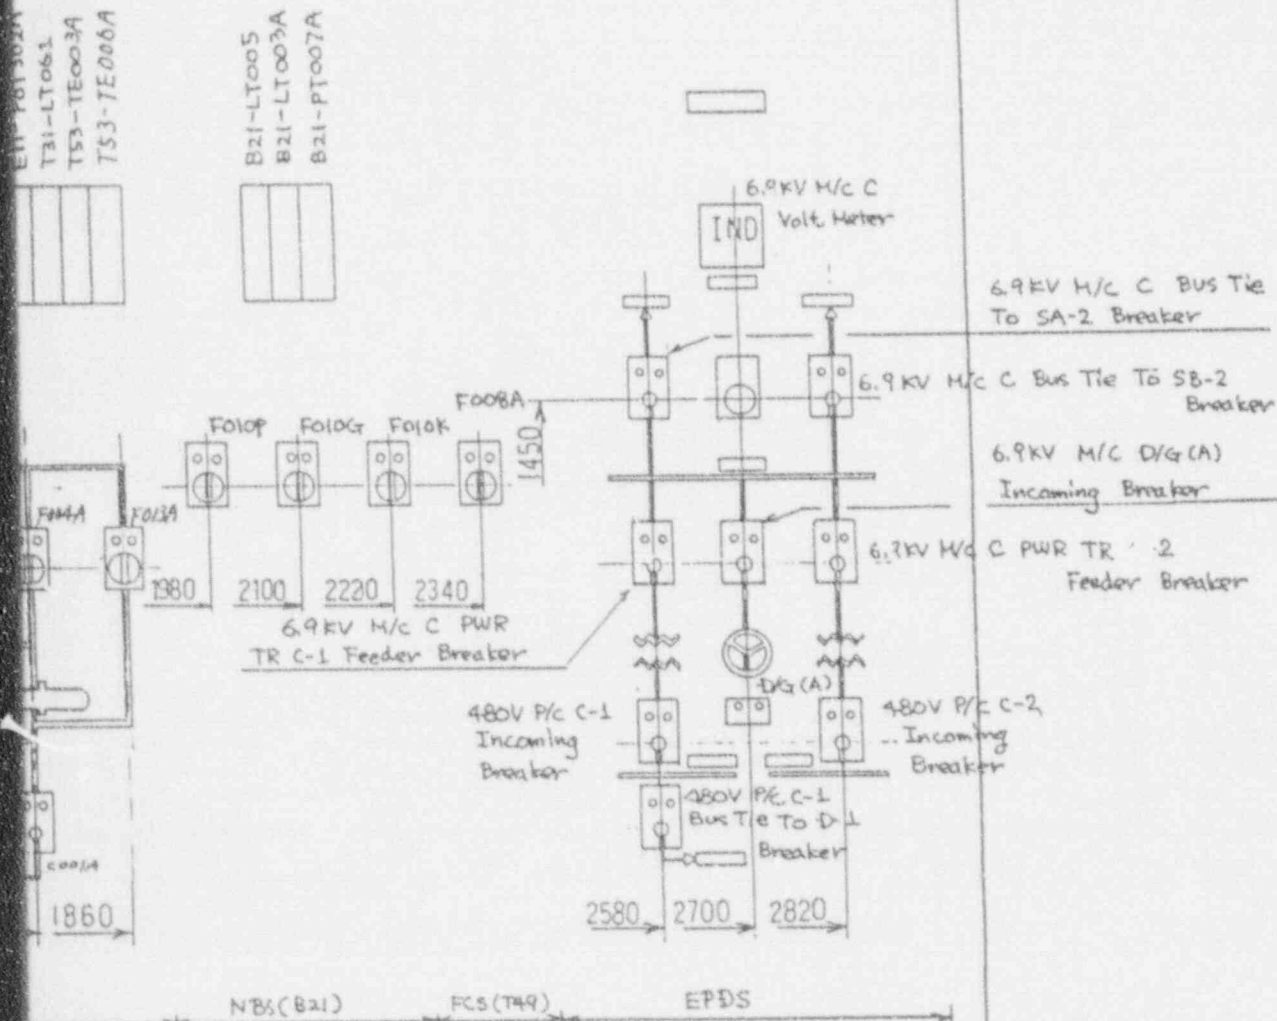 T31-LT061
T53-TE003A
T53-TE006A
B21-LT005
B21-LT003A
B21-PT007A
6.9KV M/C C
Volt Meter
IND
6.9KV M/C C BUS Tie
To SA-2 Breaker
F008A
6.9KV M/C C Bus Tie To SB-2
Breaker
1450
F010P
F010G
F010K
6.9KV M/C D/G(A)
Incoming Breaker
F004A
F013A
M/C C PWR TR
2
Feeder Breaker
1980
2100
2220
2340
6.9KV M/C C PWR
TR C-1 Feeder Breaker
D/G(A)
480V P/C C-1
Incoming
Breaker
480V P/C C-2
Incoming
Breaker
480V P/C C-1
Bus Tie To D-1
Breaker
C001A
1860
2580
2700
2820
NBS(B21)
FCS(T49)
EPDS